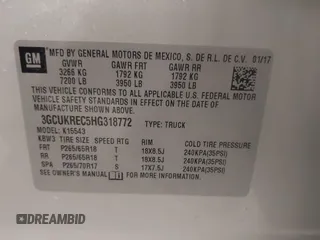 GM
MFD BY GENERAL MOTORS DE MEXICO, S. DE R.L. DE C.V. 01/17
GVWR GAWR FRT GAWR RR
3266 KG 1792 KG 1792 KG
7200 LB 3950 LB 3950 LB
THIS VEHICLE CONFORMS TO ALL APPLICABLE U.S. FEDERAL MOTOR
VEHICLE SAFETY STANDARDS IN EFFECT ON THE DATE OF
MANUFACTURE SHOWN ABOVE.
3GCUKREC5HG318772 TYPE: TRUCK
MODEL: K15543
KBW3 TIRE SIZE SPEED RTG RIM COLD TIRE PRESSURE
FRT P265/65R18 T 18X8.5J 240KPA(35PSI)
RR P265/65R18 T 18X8.5J 240KPA(35PSI)
SPA P265/70R17 S 17X7.5J 240KPA(35PSI)
SEE OWNER'S MANUAL FOR MORE INFORMATION.
DREAMBID